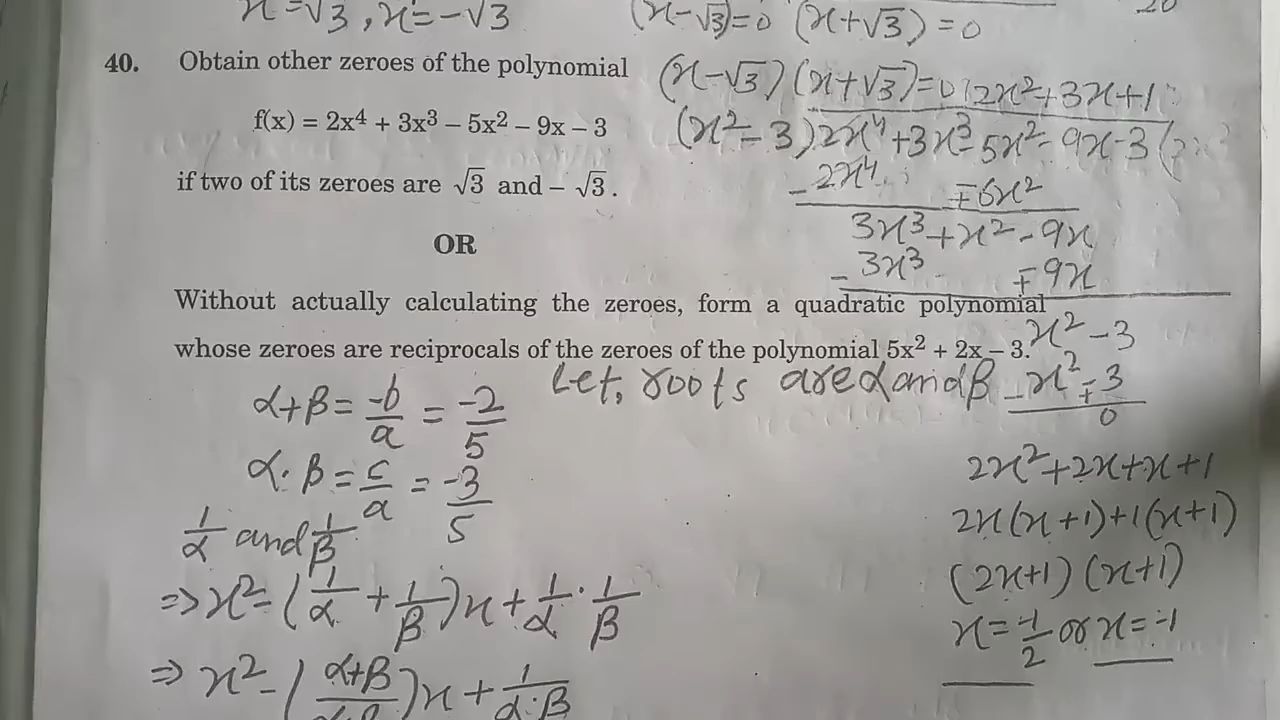 x=√3, x=-√3
(x-√3)=0 (x+√3)=0
40. Obtain other zeroes of the polynomial
f(x) = 2x⁴ + 3x³ – 5x² – 9x – 3
if two of its zeroes are √3 and – √3.
OR
Without actually calculating the zeroes, form a quadratic polynomial
whose zeroes are reciprocals of the zeroes of the polynomial 5x² + 2x – 3.
(x-√3)(x+√3)=0
2x²+3x+1
(x²-3)2x⁴+3x³-5x²-9x-3(
-2x⁴ ∓6x²
3x³+x²-9x
-3x³ ∓9x
x²-3
-x²∓3
0
2x²+2x+x+1
2x(x+1)+1(x+1)
(2x+1)(x+1)
x=-1/2 or x=-1
Let, roots are α and β
α+β=-b/a=-2/5
α·β=c/a=-3/5
1/α and 1/β
⇒x²-(1/α+1/β)x+1/α·1/β
⇒x²-(α+β/α·β)x+1/α·β